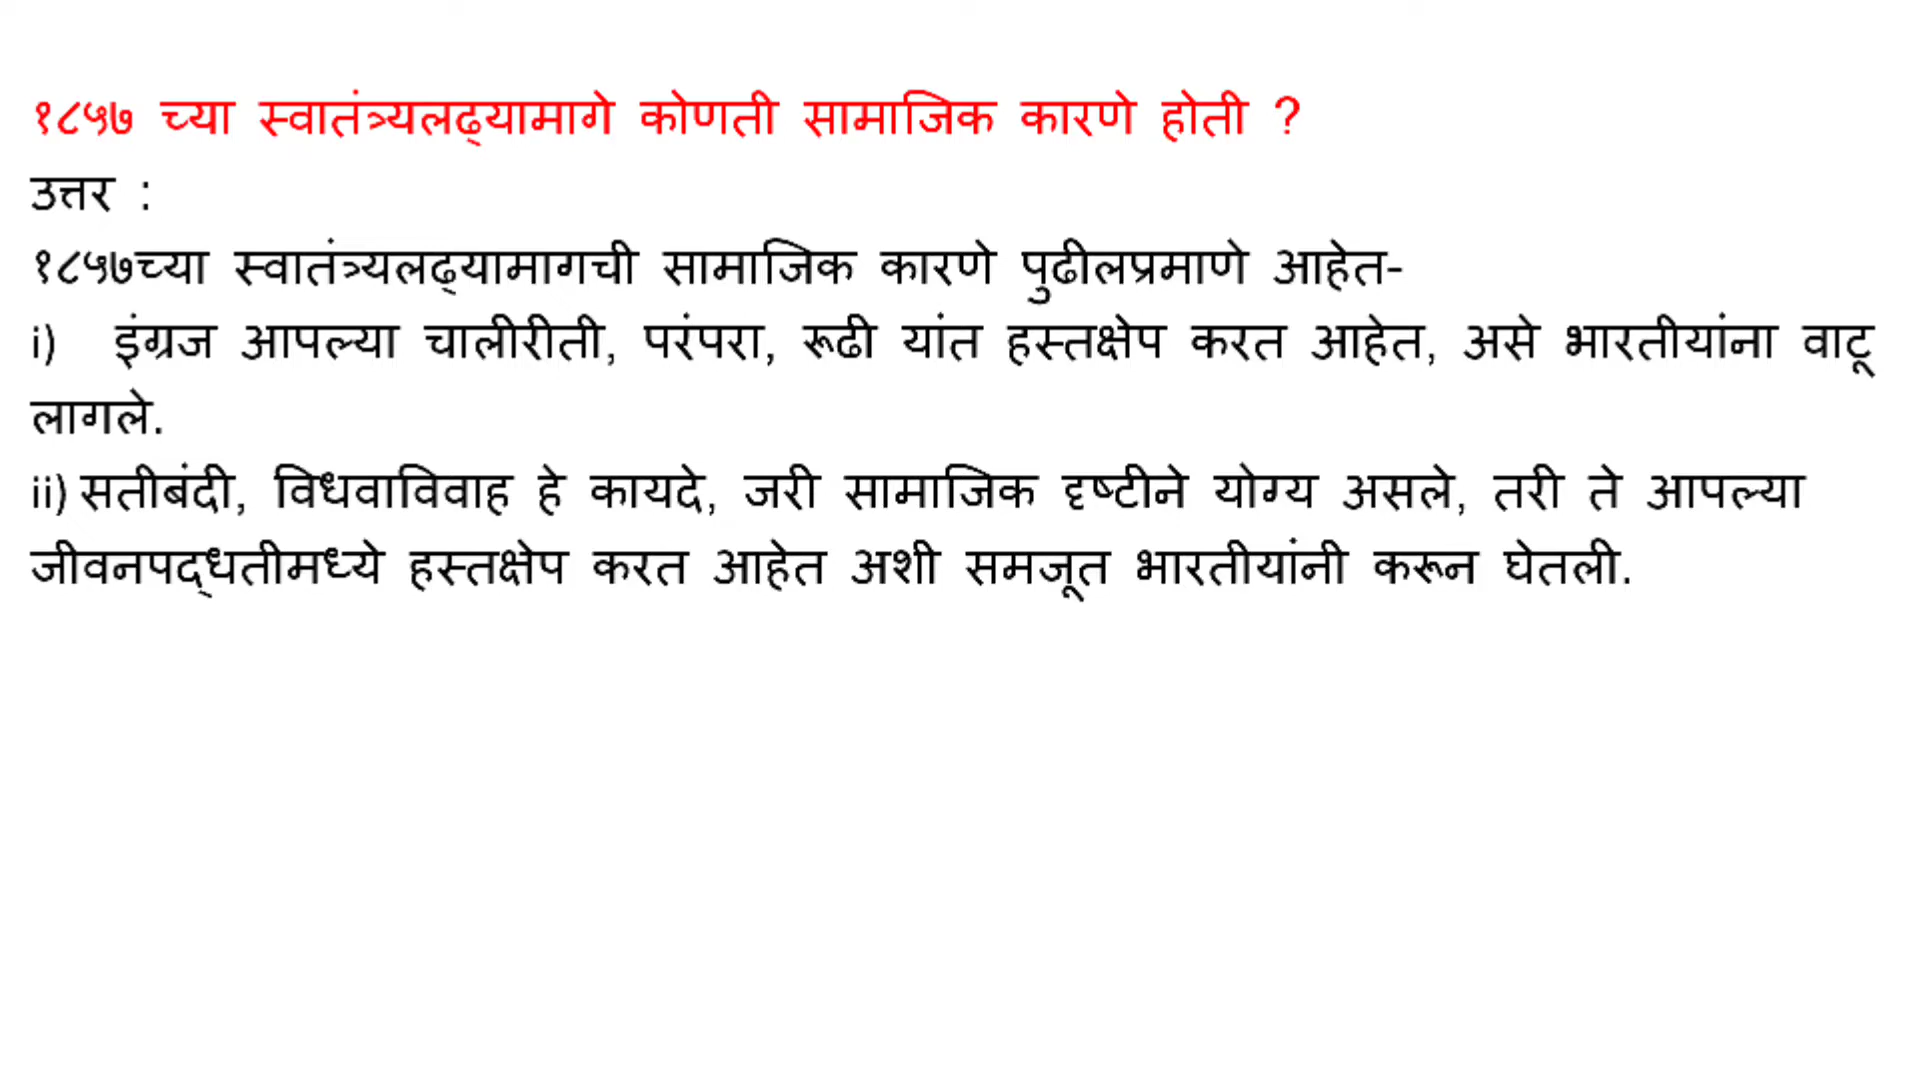 १८५७ च्या स्वातंत्र्यलढ्यामागे कोणती सामाजिक कारणे होती ?
उत्तर :
१८५७च्या स्वातंत्र्यलढ्यामागची सामाजिक कारणे पुढीलप्रमाणे आहेत-
i) इंग्रज आपल्या चालीरीती, परंपरा, रूढी यांत हस्तक्षेप करत आहेत, असे भारतीयांना वाटू
लागले.
ii) सतीबंदी, विधवाविवाह हे कायदे, जरी सामाजिक दृष्टीने योग्य असले, तरी ते आपल्या
जीवनपद्धतीमध्ये हस्तक्षेप करत आहेत अशी समजूत भारतीयांनी करून घेतली.